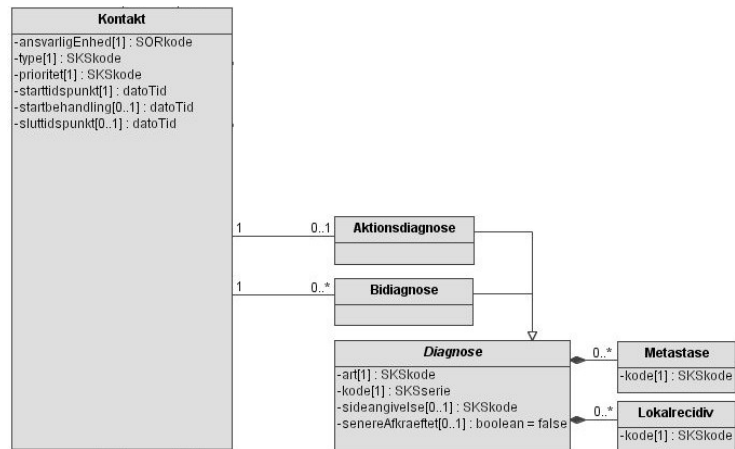 Kontakt
-ansvarligEnhed[1] : SORkode
-type[1] : SKSkode
-prioritet[1] : SKSkode
-starttidspunkt[1] : datoTid
-startbehandling[0..1] : datoTid
-sluttidspunkt[0..1] : datoTid
1
0..1
Aktionsdiagnose
1
0..*
Bidiagnose
Diagnose
-art[1] : SKSkode
-kode[1] : SKSserie
-sideangivelse[0..1] : SKSkode
-senereAfkraeftet[0..1] : boolean = false
0..*
Metastase
-kode[1] : SKSkode
0..*
Lokalrecidiv
-kode[1] : SKSkode